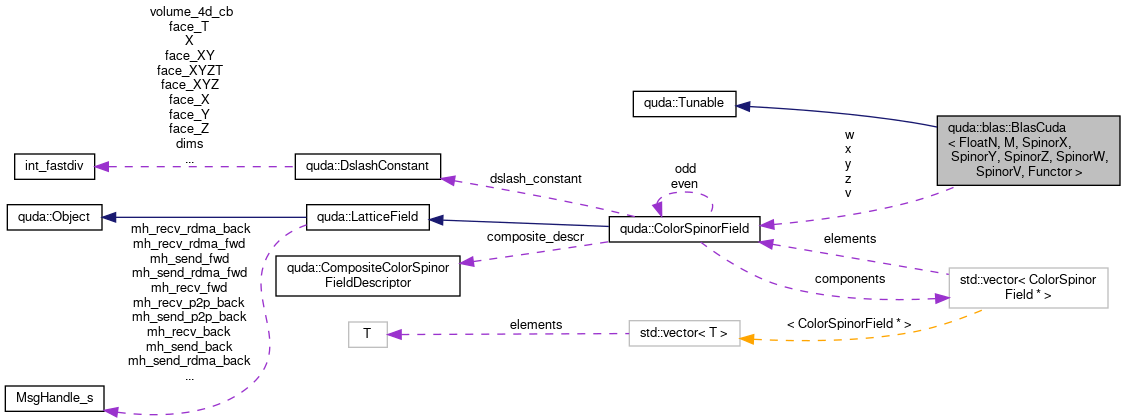 volume_4d_cb
face_T
X
face_XY
face_XYZT
face_XYZ
face_X
face_Y
face_Z
dims
...
int_fastdiv
quda::DslashConstant
quda::Tunable
quda::blas::BlasCuda
< FloatN, M, SpinorX,
SpinorY, SpinorZ, SpinorW,
SpinorV, Functor >
w
x
y
z
v
odd
even
dslash_constant
quda::Object
quda::LatticeField
quda::ColorSpinorField
composite_descr
quda::CompositeColorSpinor
FieldDescriptor
elements
components
std::vector< ColorSpinor
Field * >
mh_recv_rdma_back
mh_recv_rdma_fwd
mh_send_fwd
mh_send_rdma_fwd
mh_recv_fwd
mh_recv_p2p_back
mh_send_p2p_back
mh_recv_back
mh_send_back
mh_send_rdma_back
...
T
elements
std::vector< T >
< ColorSpinorField * >
MsgHandle_s